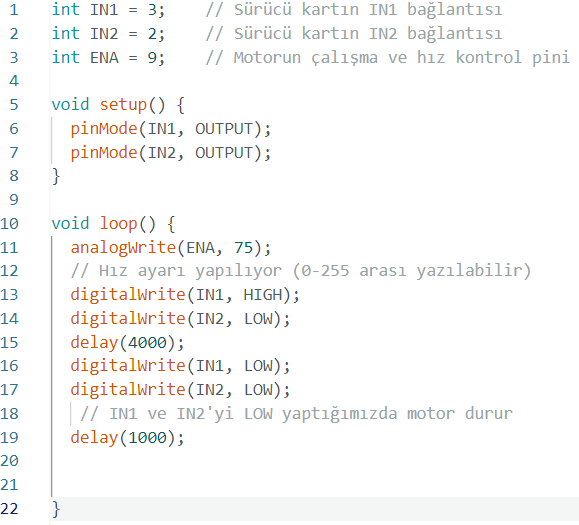 1 int IN1 = 3; // Sürücü kartın IN1 bağlantısı
2 int IN2 = 2; // Sürücü kartın IN2 bağlantısı
3 int ENA = 9; // Motorun çalışma ve hız kontrol pini
4
5 void setup() {
6 pinMode(IN1, OUTPUT);
7 pinMode(IN2, OUTPUT);
8 }
9
10 void loop() {
11 analogWrite(ENA, 75);
12 // Hız ayarı yapılıyor (0-255 arası yazılabilir)
13 digitalWrite(IN1, HIGH);
14 digitalWrite(IN2, LOW);
15 delay(4000);
16 digitalWrite(IN1, LOW);
17 digitalWrite(IN2, LOW);
18 // IN1 ve IN2'yi LOW yaptığımızda motor durur
19 delay(1000);
20
21
22 }